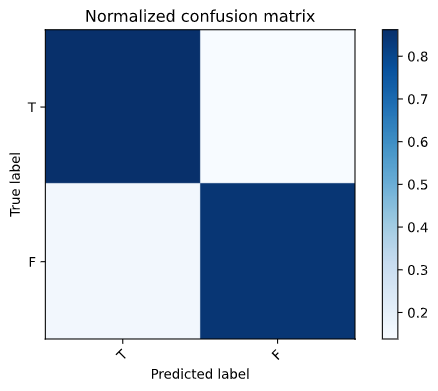 Normalized confusion matrix
T
F
True label
T
F
Predicted label
0.8
0.7
0.6
0.5
0.4
0.3
0.2